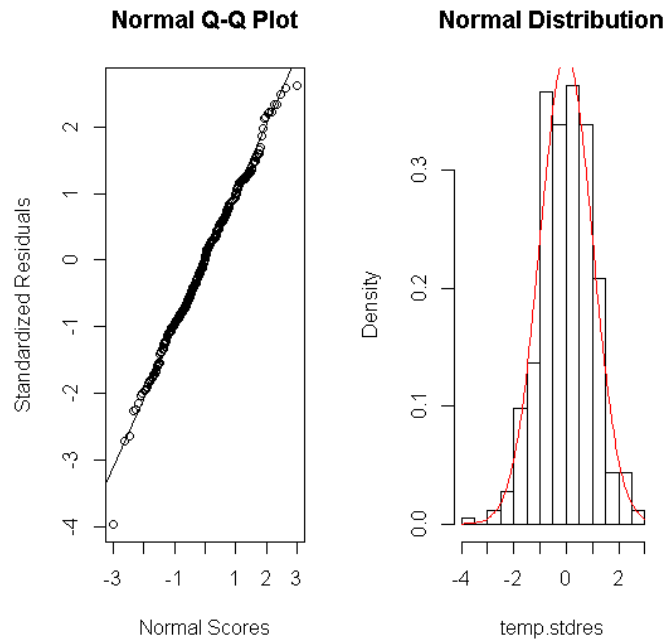 Normal Q-Q Plot
Standardized Residuals
2
1
0
-1
-2
-3
-4
-3 -1 0 1 2 3
Normal Scores
Normal Distribution
Density
0.3
0.2
0.1
0.0
-4 -2 0 2
temp.stdres